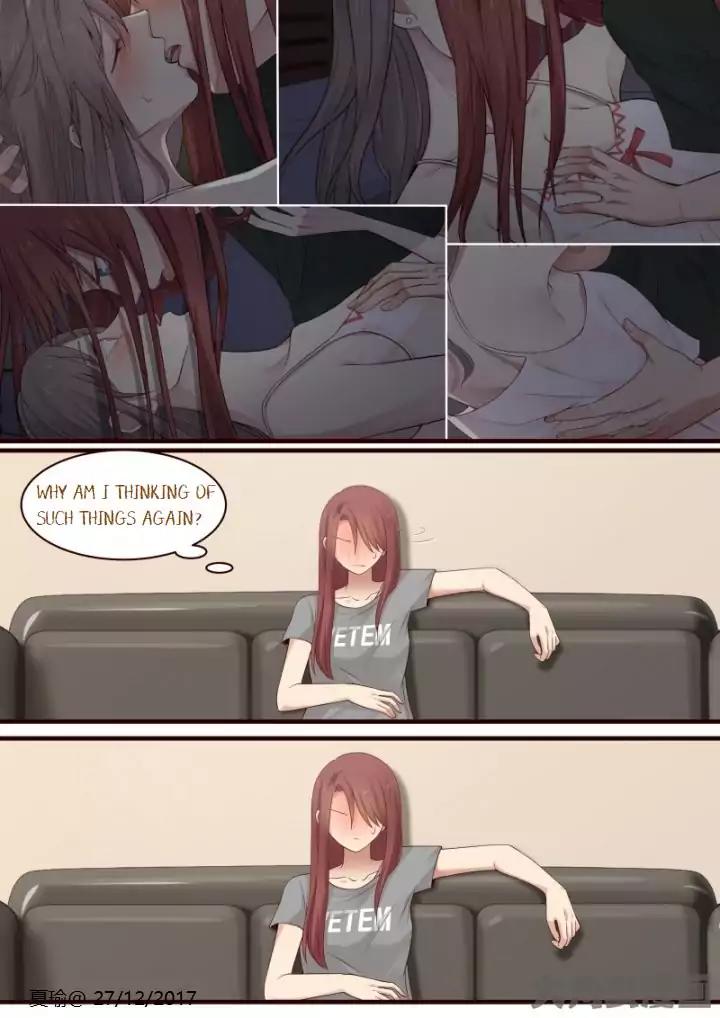 WHY AM I THINKING OF
SUCH THINGS AGAIN?
ETEM
ETEM
夏瑜@ 27/12/2017